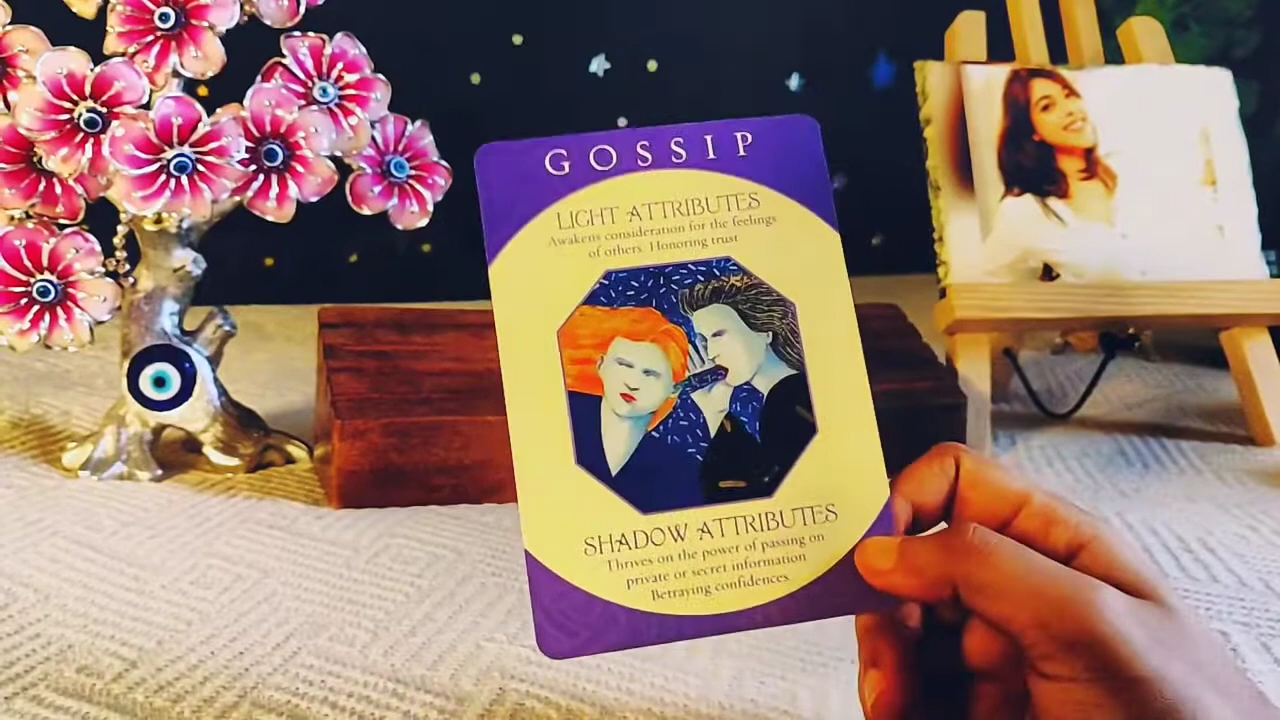 GOSSIP
LIGHT ATTRIBUTES
Awakens consideration for the feelings
of others. Honoring trust
SHADOW ATTRIBUTES
Thrives on the power of passing on
private or secret information
Betraying confidences